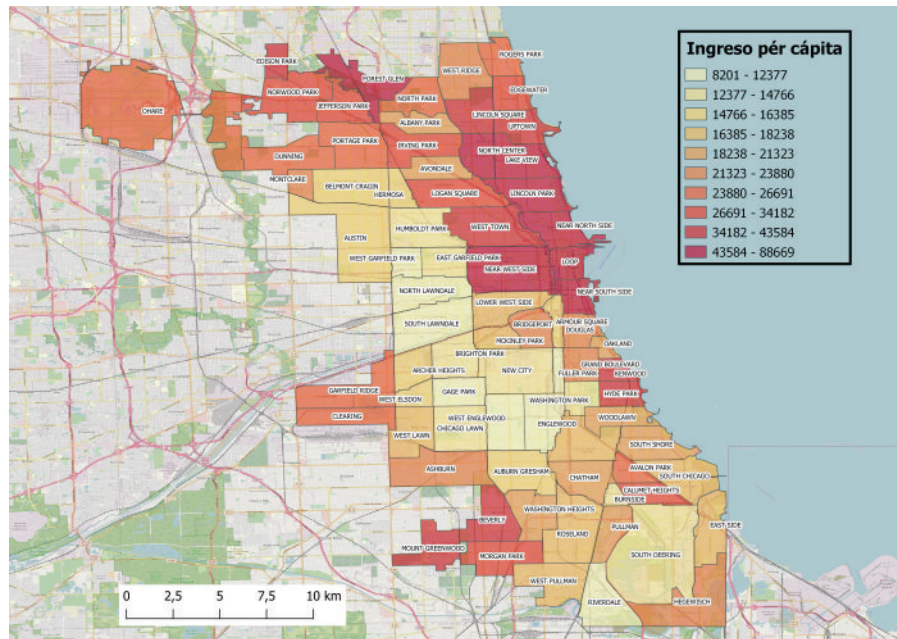 Ingreso pér cápita
8201 - 12377
12377 - 14766
14766 - 16385
16385 - 18238
18238 - 21323
21323 - 23880
23880 - 26691
26691 - 34182
34182 - 43584
43584 - 88669
ROGERS PARK
EDISON PARK
WEST RIDGE
FOREST GLEN
EDGEWATER
NORWOOD PARK
NORTH PARK
JEFFERSON PARK
OHARE
LINCOLN SQUARE
ALBANY PARK
UPTOWN
PORTAGE PARK
IRVING PARK
NORTH CENTER
DUNNING
LAKE VIEW
AVONDALE
MONTCLARE
BELMONT CRAGIN
HERMOSA
LOGAN SQUARE
LINCOLN PARK
HUMBOLDT PARK
WEST TOWN
NEAR NORTH SIDE
AUSTIN
WEST GARFIELD PARK
EAST GARFIELD PARK
LOOP
NEAR WEST SIDE
NORTH LAWNDALE
NEAR SOUTH SIDE
LOWER WEST SIDE
SOUTH LAWNDALE
BRIDGEPORT
ARMOUR SQUARE
DOUGLAS
MCKINLEY PARK
OAKLAND
BRIGHTON PARK
GRAND BOULEVARD
ARCHER HEIGHTS
NEW CITY
FULLER PARK
KENWOOD
GARFIELD RIDGE
GAGE PARK
HYDE PARK
WEST ELSDON
WASHINGTON PARK
CLEARING
WEST ENGLEWOOD
WOODLAWN
CHICAGO LAWN
ENGLEWOOD
WEST LAWN
SOUTH SHORE
ASHBURN
AUBURN GRESHAM
AVALON PARK
CHATHAM
SOUTH CHICAGO
CALUMET HEIGHTS
BURNSIDE
WASHINGTON HEIGHTS
BEVERLY
PULLMAN
EAST SIDE
ROSELAND
MOUNT GREENWOOD
MORGAN PARK
SOUTH DEERING
WEST PULLMAN
RIVERDALE
HEGEWISCH
0 2,5 5 7,5 10 km